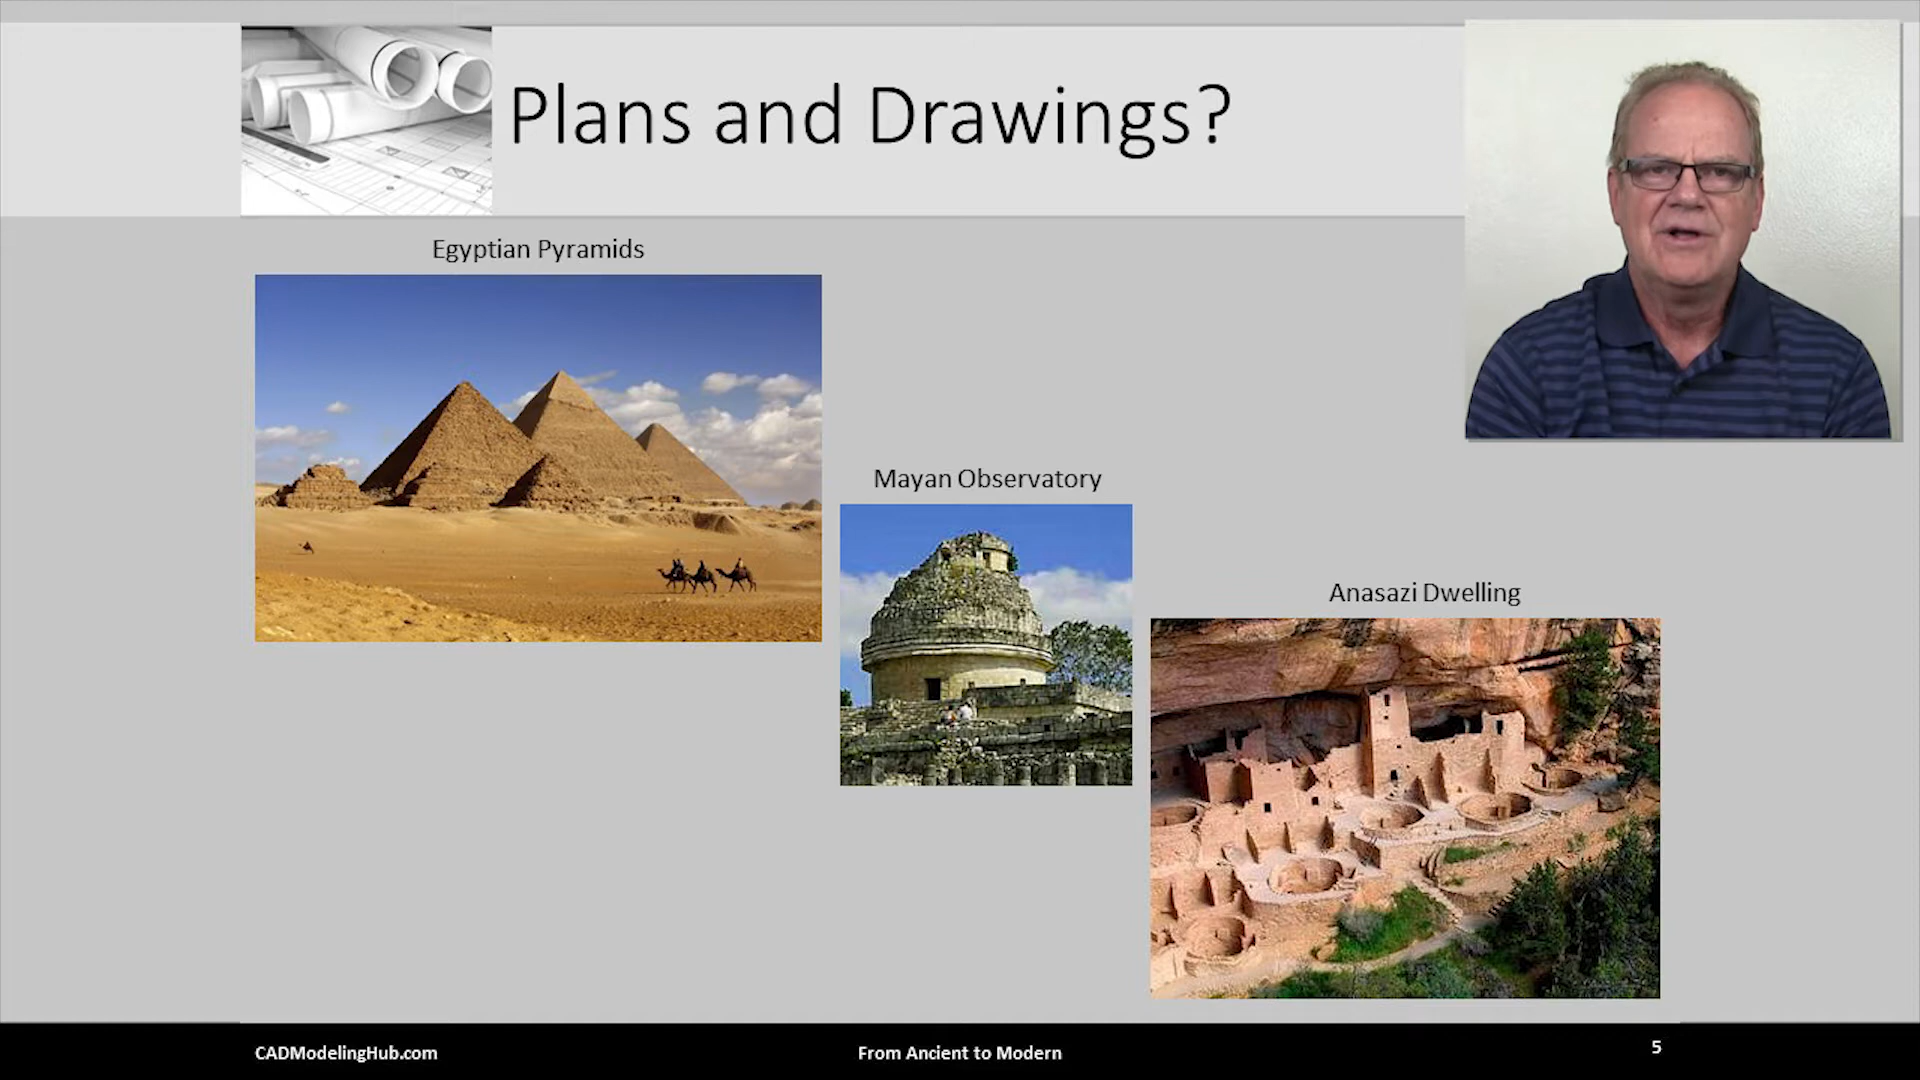 Plans and Drawings?
Egyptian Pyramids
Mayan Observatory
Anasazi Dwelling
CADModelingHub.com
From Ancient to Modern
5